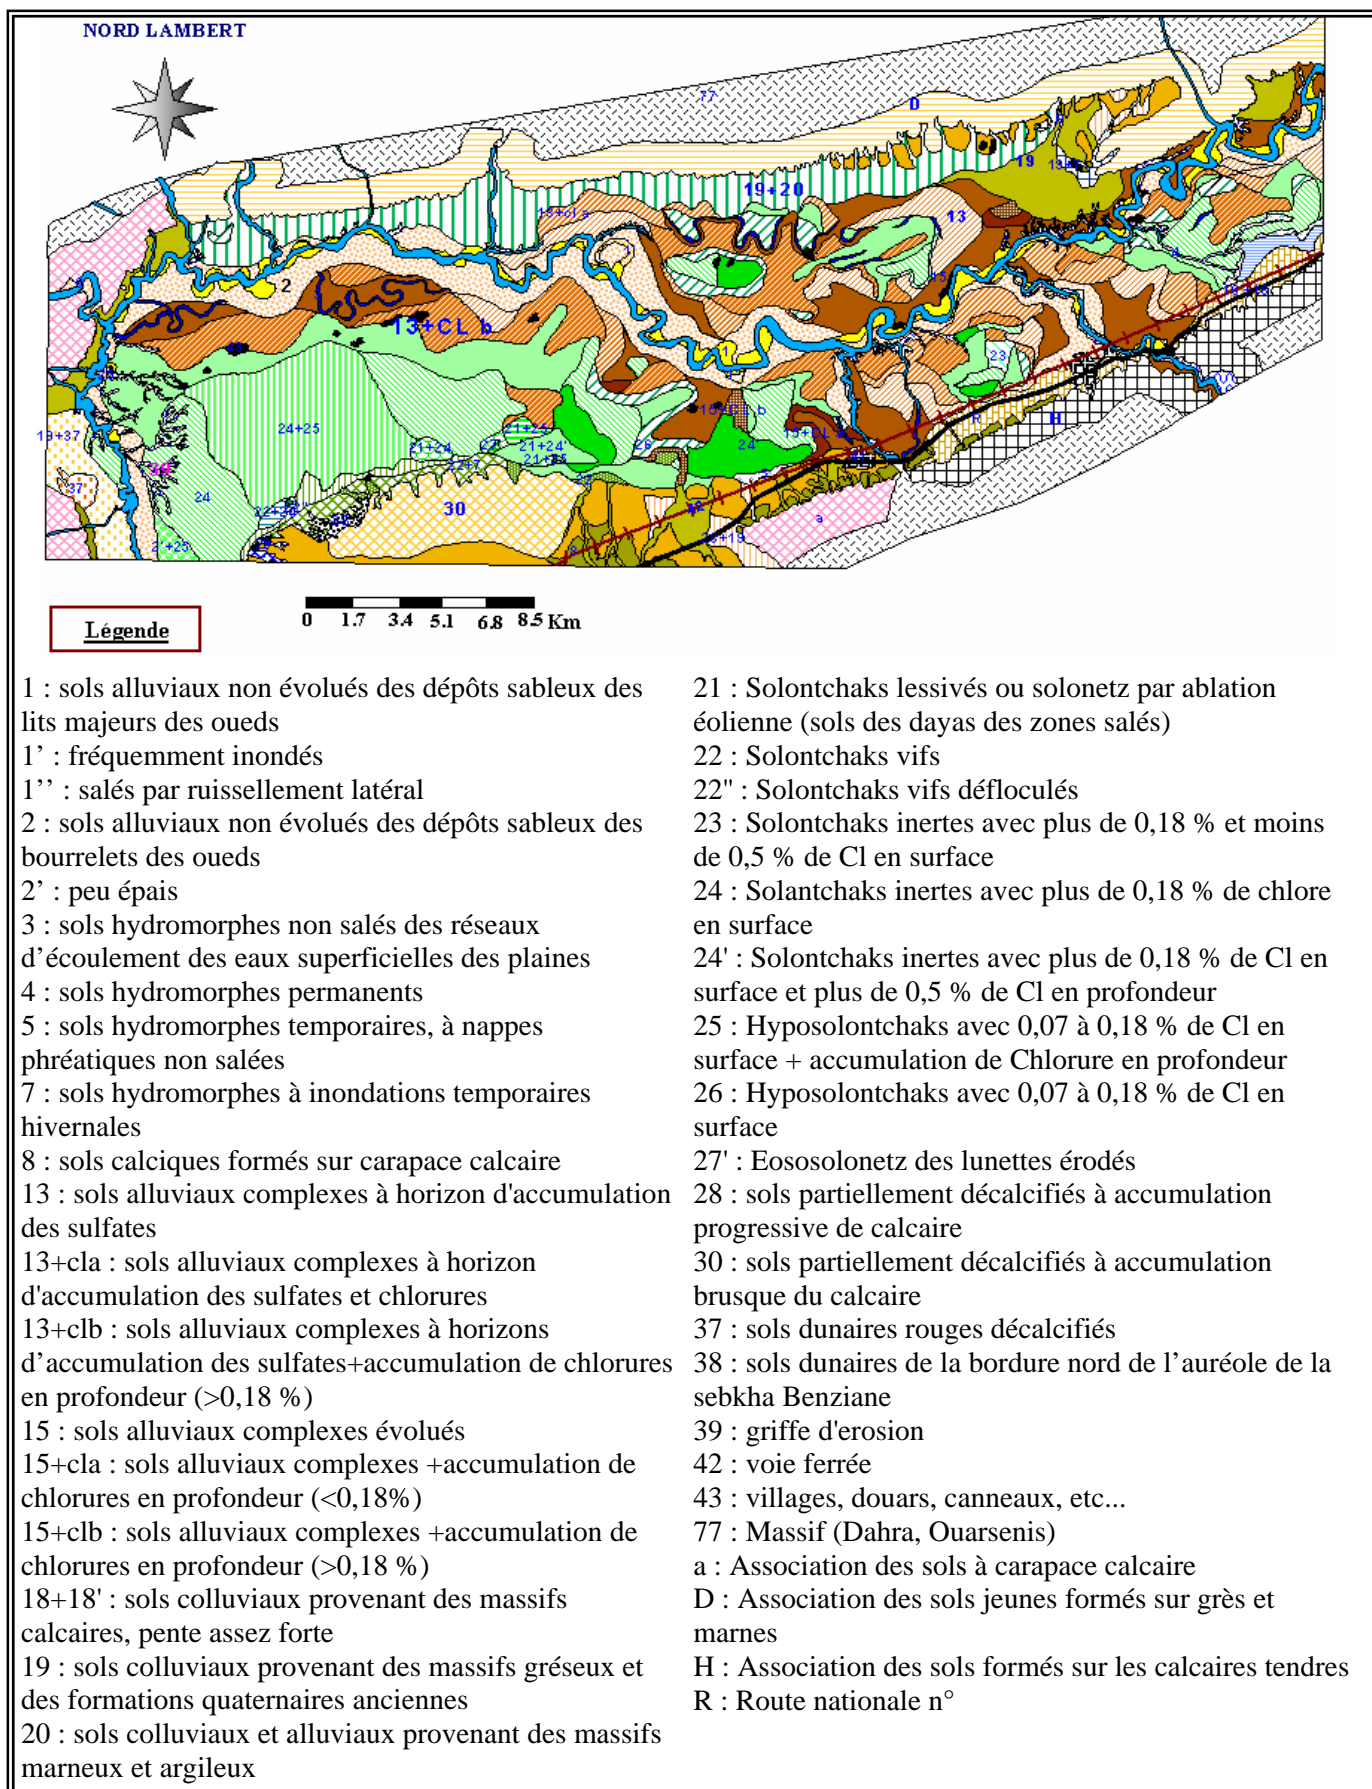 NORD LAMBERT
77
D
19
19+20
13+cl a
13
2
13+CL b
1
15
23
15+CL b
24
26
24+25
21+24
21+24'
19+37
37
39
24
2'+25
30
R
H
a
Légende
0 1.7 3.4 5.1 6.8 8.5 Km
1 : sols alluviaux non évolués des dépôts sableux des
lits majeurs des oueds
1’ : fréquemment inondés
1’’ : salés par ruissellement latéral
2 : sols alluviaux non évolués des dépôts sableux des
bourrelets des oueds
2’ : peu épais
3 : sols hydromorphes non salés des réseaux
d’écoulement des eaux superficielles des plaines
4 : sols hydromorphes permanents
5 : sols hydromorphes temporaires, à nappes
phréatiques non salées
7 : sols hydromorphes à inondations temporaires
hivernales
8 : sols calciques formés sur carapace calcaire
13 : sols alluviaux complexes à horizon d'accumulation
des sulfates
13+cla : sols alluviaux complexes à horizon
d'accumulation des sulfates et chlorures
13+clb : sols alluviaux complexes à horizons
d’accumulation des sulfates+accumulation de chlorures
en profondeur (>0,18 %)
15 : sols alluviaux complexes évolués
15+cla : sols alluviaux complexes +accumulation de
chlorures en profondeur (<0,18%)
15+clb : sols alluviaux complexes +accumulation de
chlorures en profondeur (>0,18 %)
18+18' : sols colluviaux provenant des massifs
calcaires, pente assez forte
19 : sols colluviaux provenant des massifs gréseux et
des formations quaternaires anciennes
20 : sols colluviaux et alluviaux provenant des massifs
marneux et argileux
21 : Solontchaks lessivés ou solonetz par ablation
éolienne (sols des dayas des zones salés)
22 : Solontchaks vifs
22" : Solontchaks vifs défloculés
23 : Solontchaks inertes avec plus de 0,18 % et moins
de 0,5 % de Cl en surface
24 : Solantchaks inertes avec plus de 0,18 % de chlore
en surface
24' : Solontchaks inertes avec plus de 0,18 % de Cl en
surface et plus de 0,5 % de Cl en profondeur
25 : Hyposolontchaks avec 0,07 à 0,18 % de Cl en
surface + accumulation de Chlorure en profondeur
26 : Hyposolontchaks avec 0,07 à 0,18 % de Cl en
surface
27' : Eososolonetz des lunettes érodés
28 : sols partiellement décalcifiés à accumulation
progressive de calcaire
30 : sols partiellement décalcifiés à accumulation
brusque du calcaire
37 : sols dunaires rouges décalcifiés
38 : sols dunaires de la bordure nord de l’auréole de la
sebkha Benziane
39 : griffe d'erosion
42 : voie ferrée
43 : villages, douars, canneaux, etc...
77 : Massif (Dahra, Ouarsenis)
a : Association des sols à carapace calcaire
D : Association des sols jeunes formés sur grès et
marnes
H : Association des sols formés sur les calcaires tendres
R : Route nationale n°